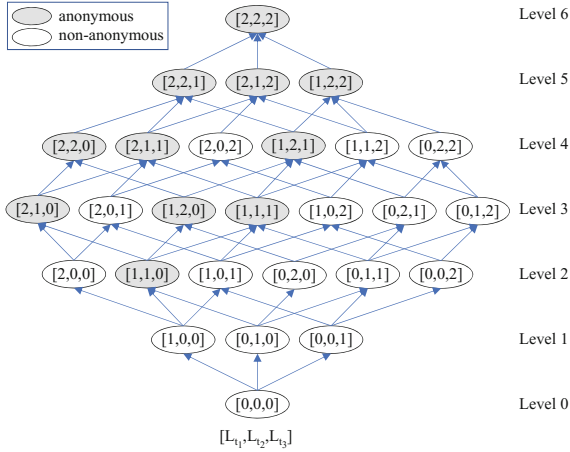 anonymous
non-anonymous
[2,2,2] Level 6
[2,2,1] [2,1,2] [1,2,2] Level 5
[2,2,0] [2,1,1] [2,0,2] [1,2,1] [1,1,2] [0,2,2] Level 4
[2,1,0] [2,0,1] [1,2,0] [1,1,1] [1,0,2] [0,2,1] [0,1,2] Level 3
[2,0,0] [1,1,0] [1,0,1] [0,2,0] [0,1,1] [0,0,2] Level 2
[1,0,0] [0,1,0] [0,0,1] Level 1
[0,0,0] Level 0
[Lt1,Lt2,Lt3]